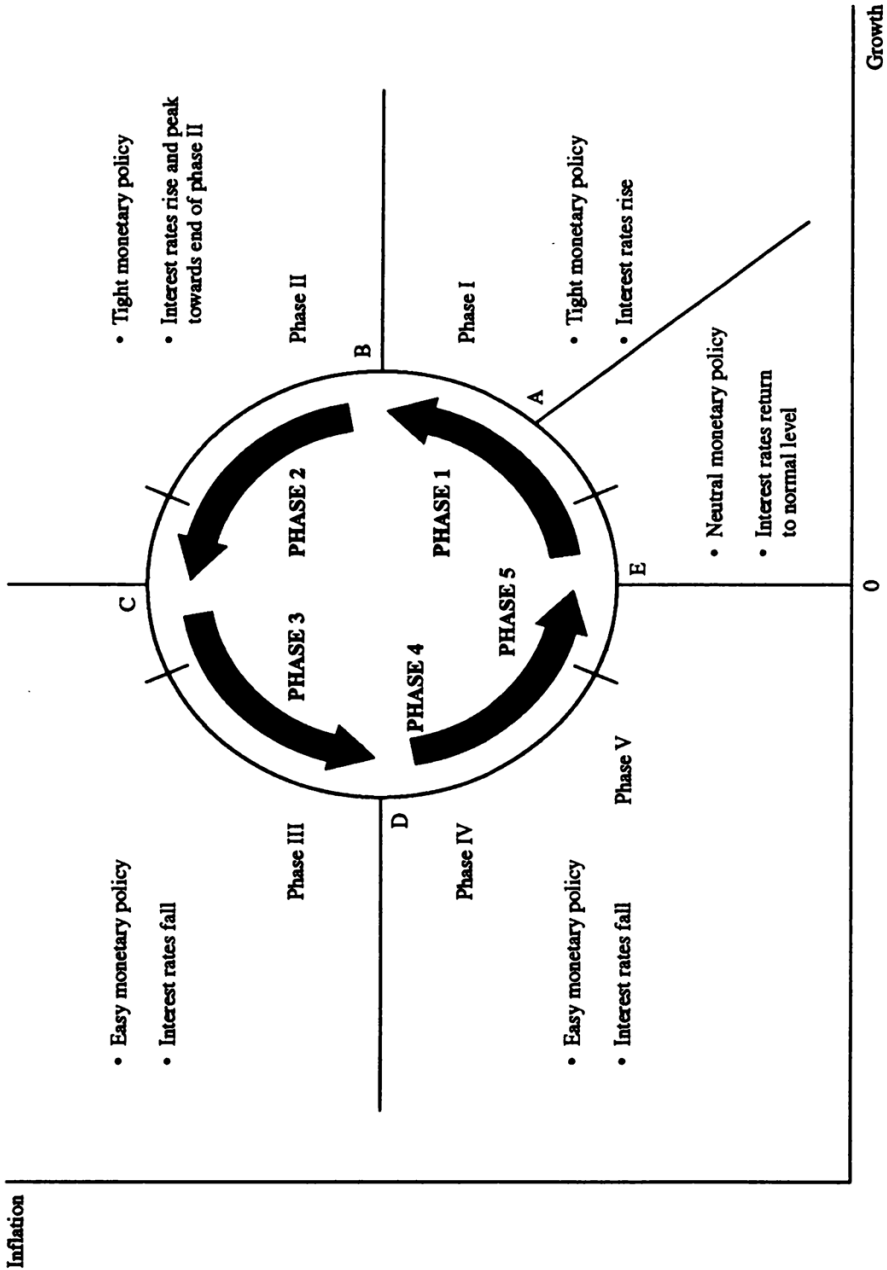 Inflation
• Easy monetary policy
• Interest rates fall
Phase III
C
• Tight monetary policy
• Interest rates rise and peak
towards end of phase II
Phase II
PHASE 3
PHASE 2
D
B
PHASE 4
PHASE 1
PHASE 5
Phase IV
Phase I
• Easy monetary policy
• Interest rates fall
Phase V
E
A
• Tight monetary policy
• Interest rates rise
• Neutral monetary policy
• Interest rates return
to normal level
0
Growth